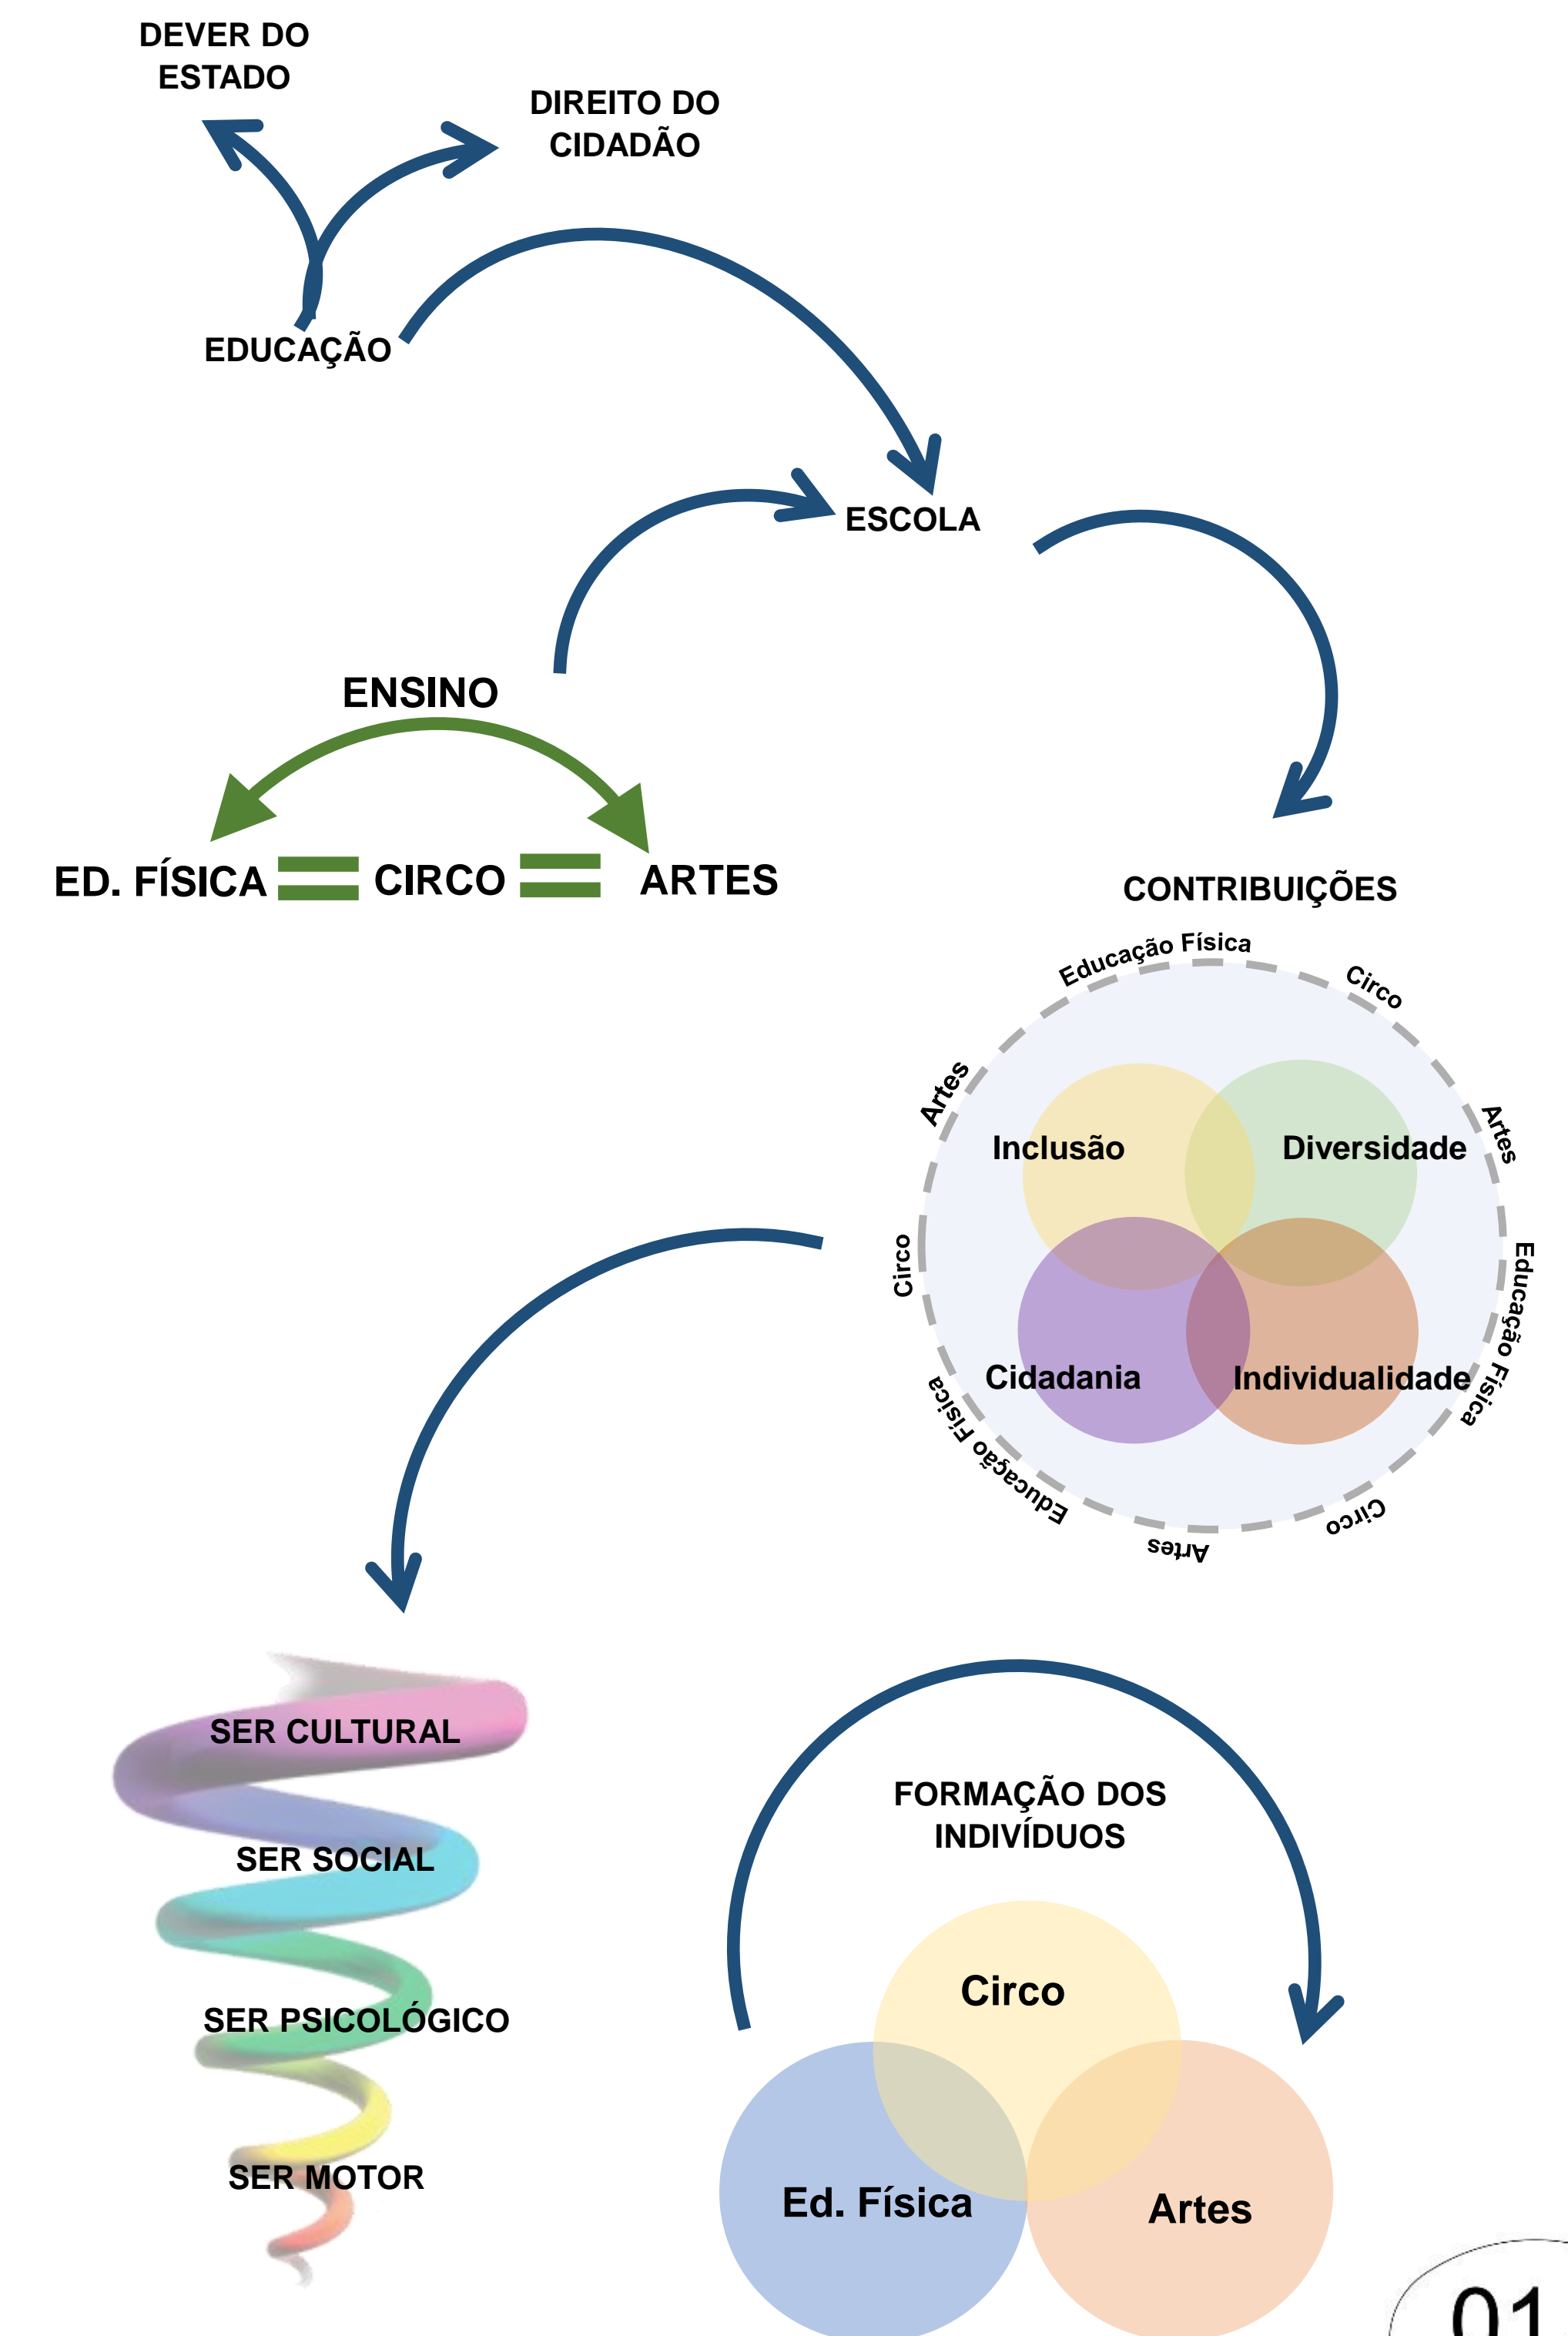 DEVER DO
ESTADO
DIREITO DO
CIDADÃO
EDUCAÇÃO
ESCOLA
ENSINO
ED. FÍSICA = CIRCO = ARTES
CONTRIBUIÇÕES
Educação Física
Circo
Artes
Educação Física
Circo
Artes
Educação Física
Circo
Artes
Inclusão
Diversidade
Cidadania
Individualidade
SER CULTURAL
SER SOCIAL
SER PSICOLÓGICO
SER MOTOR
FORMAÇÃO DOS
INDIVÍDUOS
Circo
Ed. Física
Artes
01